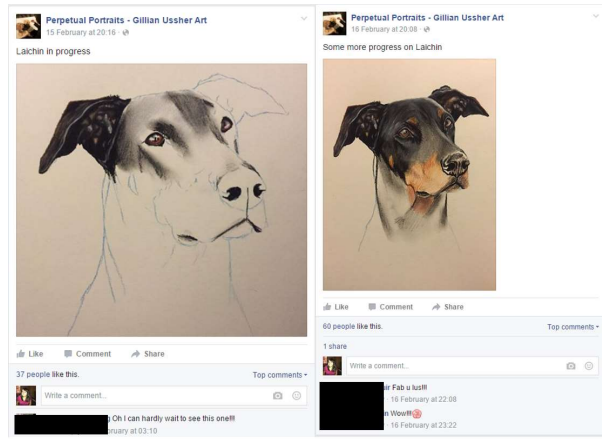 Perpetual Portraits - Gillian Ussher Art
15 February at 20:16 ·
Laichin in progress
Like Comment Share
37 people like this.
Top comments
Write a comment...
Oh I can hardly wait to see this one!!!
at 03:10
Perpetual Portraits - Gillian Ussher Art
16 February at 20:08 ·
Some more progress on Laichin
Like Comment Share
60 people like this.
Top comments
1 share
Write a comment...
Fab u lus!!!
16 February at 22:08
Wow!!!
16 February at 23:22